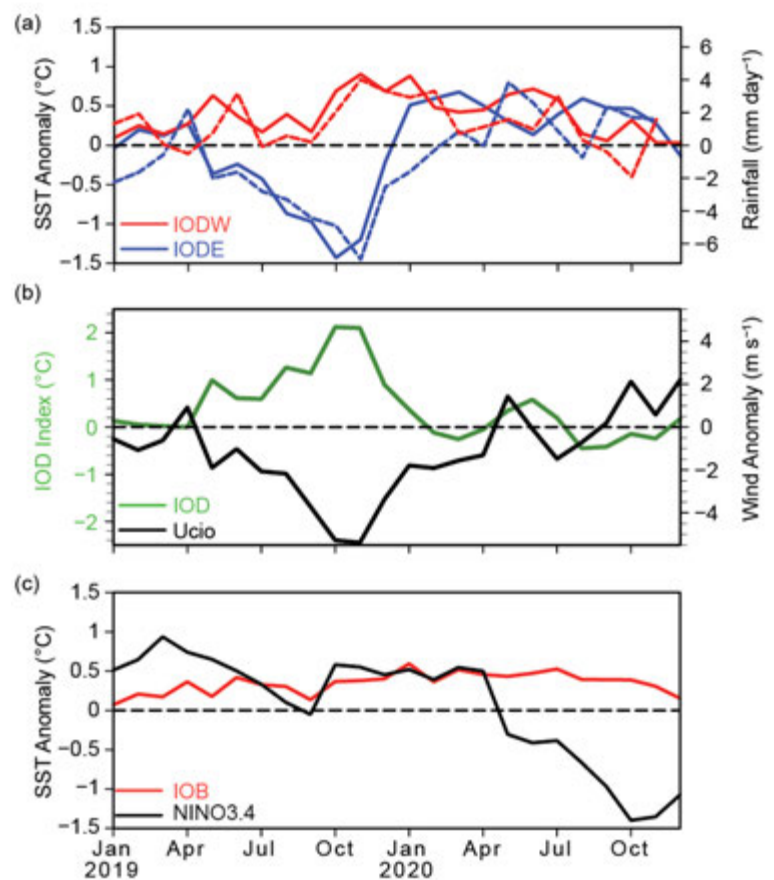 (a)
1.5
1
0.5
0
−0.5
−1
−1.5
SST Anomaly (°C)
IODW
IODE
6
4
2
0
−2
−4
−6
Rainfall (mm day⁻¹)
(b)
2
1
0
−1
−2
IOD Index (°C)
IOD
Ucio
4
2
0
−2
−4
Wind Anomaly (m s⁻¹)
(c)
1.5
1
0.5
0
−0.5
−1
−1.5
SST Anomaly (°C)
IOB
NINO3.4
Jan Apr Jul Oct Jan Apr Jul Oct
2019 2020